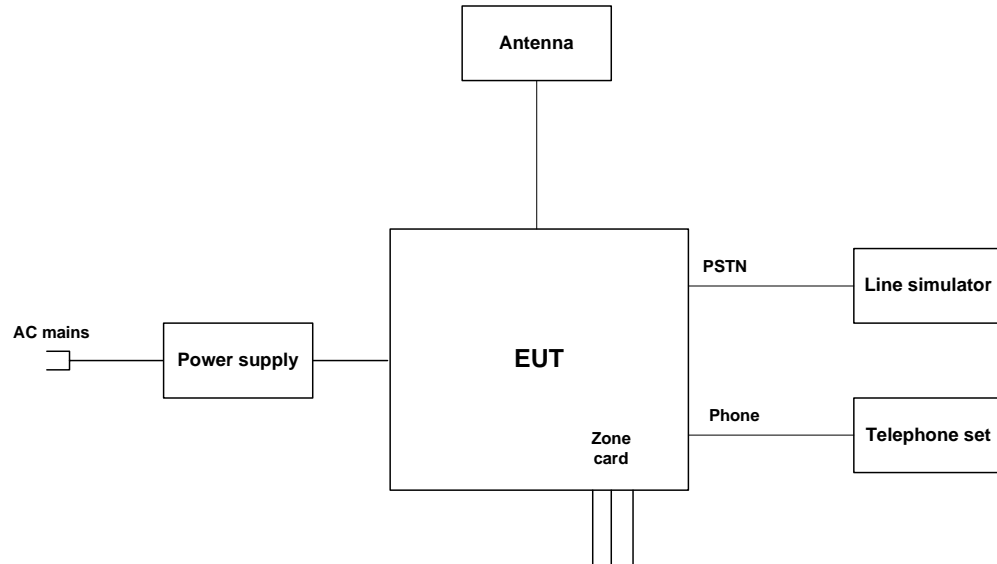 Antenna
PSTN
Line simulator
AC mains
Power supply
EUT
Phone
Telephone set
Zone
card